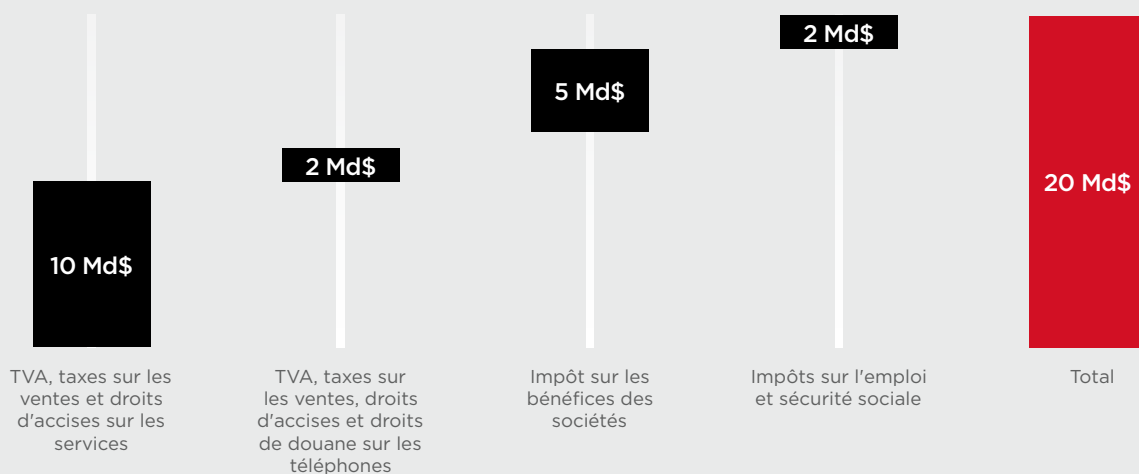 10 Md$
2 Md$
5 Md$
2 Md$
20 Md$
TVA, taxes sur les
ventes et droits
d'accises sur les
services
TVA, taxes sur
les ventes, droits
d'accises et droits
de douane sur les
téléphones
Impôt sur les
bénéfices des
sociétés
Impôts sur l'emploi
et sécurité sociale
Total